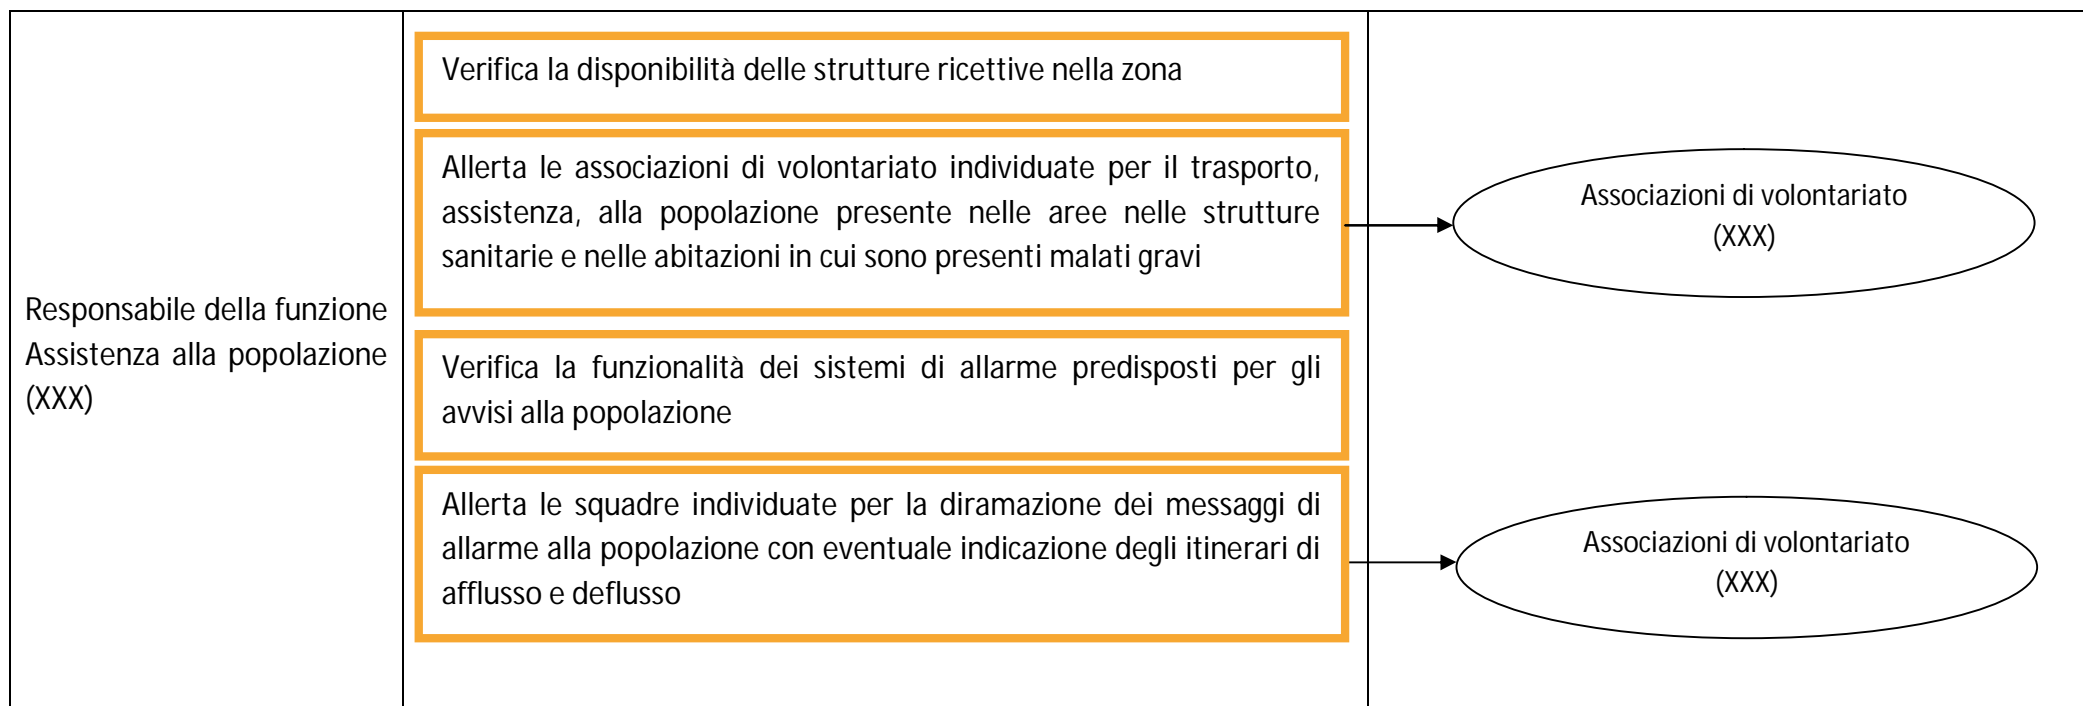 Responsabile della funzione
Assistenza alla popolazione
(XXX)
Verifica la disponibilità delle strutture ricettive nella zona
Allerta le associazioni di volontariato individuate per il trasporto,
assistenza, alla popolazione presente nelle aree nelle strutture
sanitarie e nelle abitazioni in cui sono presenti malati gravi
Verifica la funzionalità dei sistemi di allarme predisposti per gli
avvisi alla popolazione
Allerta le squadre individuate per la diramazione dei messaggi di
allarme alla popolazione con eventuale indicazione degli itinerari di
afflusso e deflusso
Associazioni di volontariato
(XXX)
Associazioni di volontariato
(XXX)